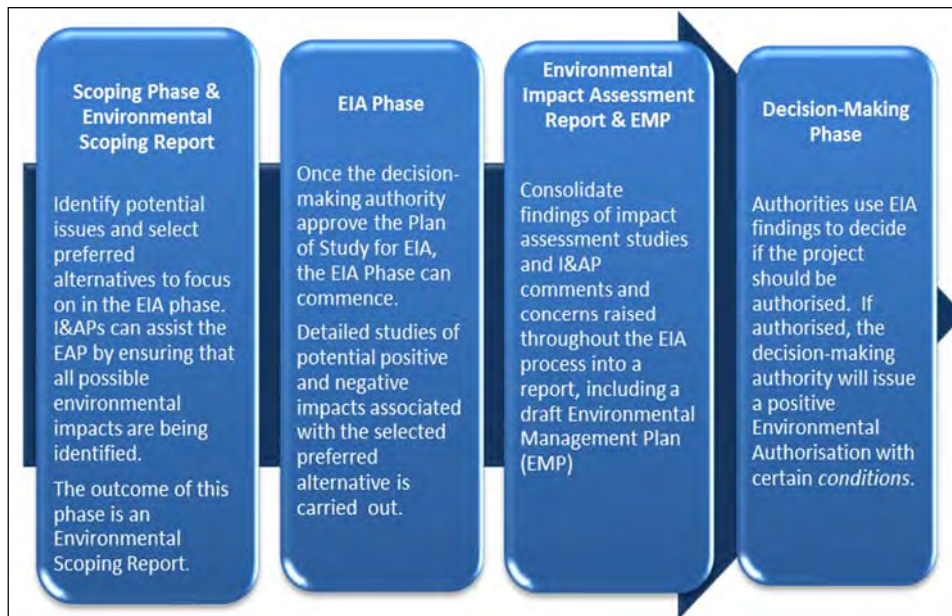 Scoping Phase &
Environmental
Scoping Report
Identify potential
issues and select
preferred
alternatives to focus
on in the EIA phase.
I&APs can assist the
EAP by ensuring that
all possible
environmental
impacts are being
identified.
The outcome of this
phase is an
Environmental
Scoping Report.
EIA Phase
Once the decision-
making authority
approve the Plan
of Study for EIA,
the EIA Phase can
commence.
Detailed studies of
potential positive
and negative
impacts associated
with the selected
preferred
alternative is
carried out.
Environmental
Impact Assessment
Report & EMP
Consolidate
findings of impact
assessment studies
and I&AP
comments and
concerns raised
throughout the EIA
process into a
report, including a
draft Environmental
Management Plan
(EMP)
Decision-Making
Phase
Authorities use EIA
findings to decide
if the project
should be
authorised. If
authorised, the
decision-making
authority will issue
a positive
Environmental
Authorisation with
certain conditions.